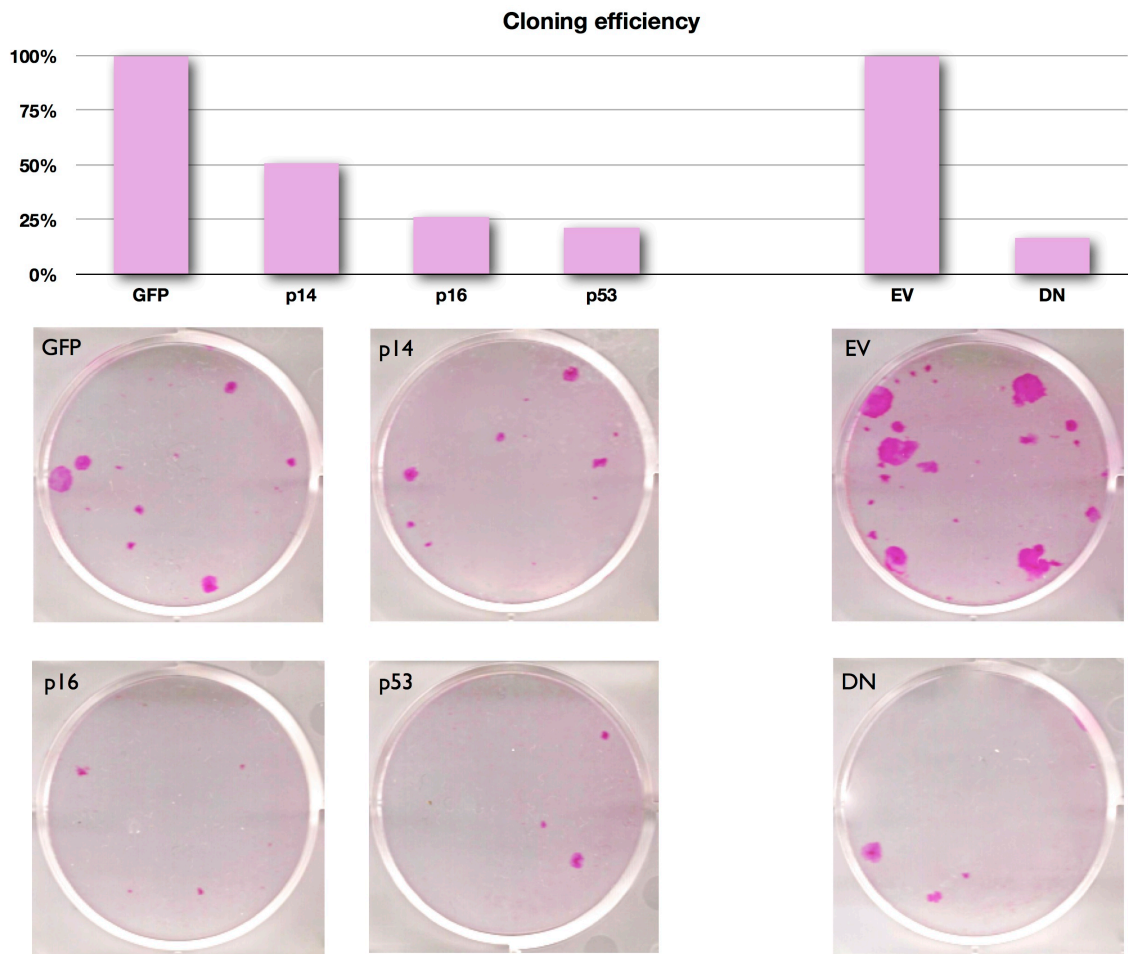 Cloning efficiency
100%
75%
50%
25%
0%
GFP p14 p16 p53 EV DN
GFP p14 EV
p16 p53 DN